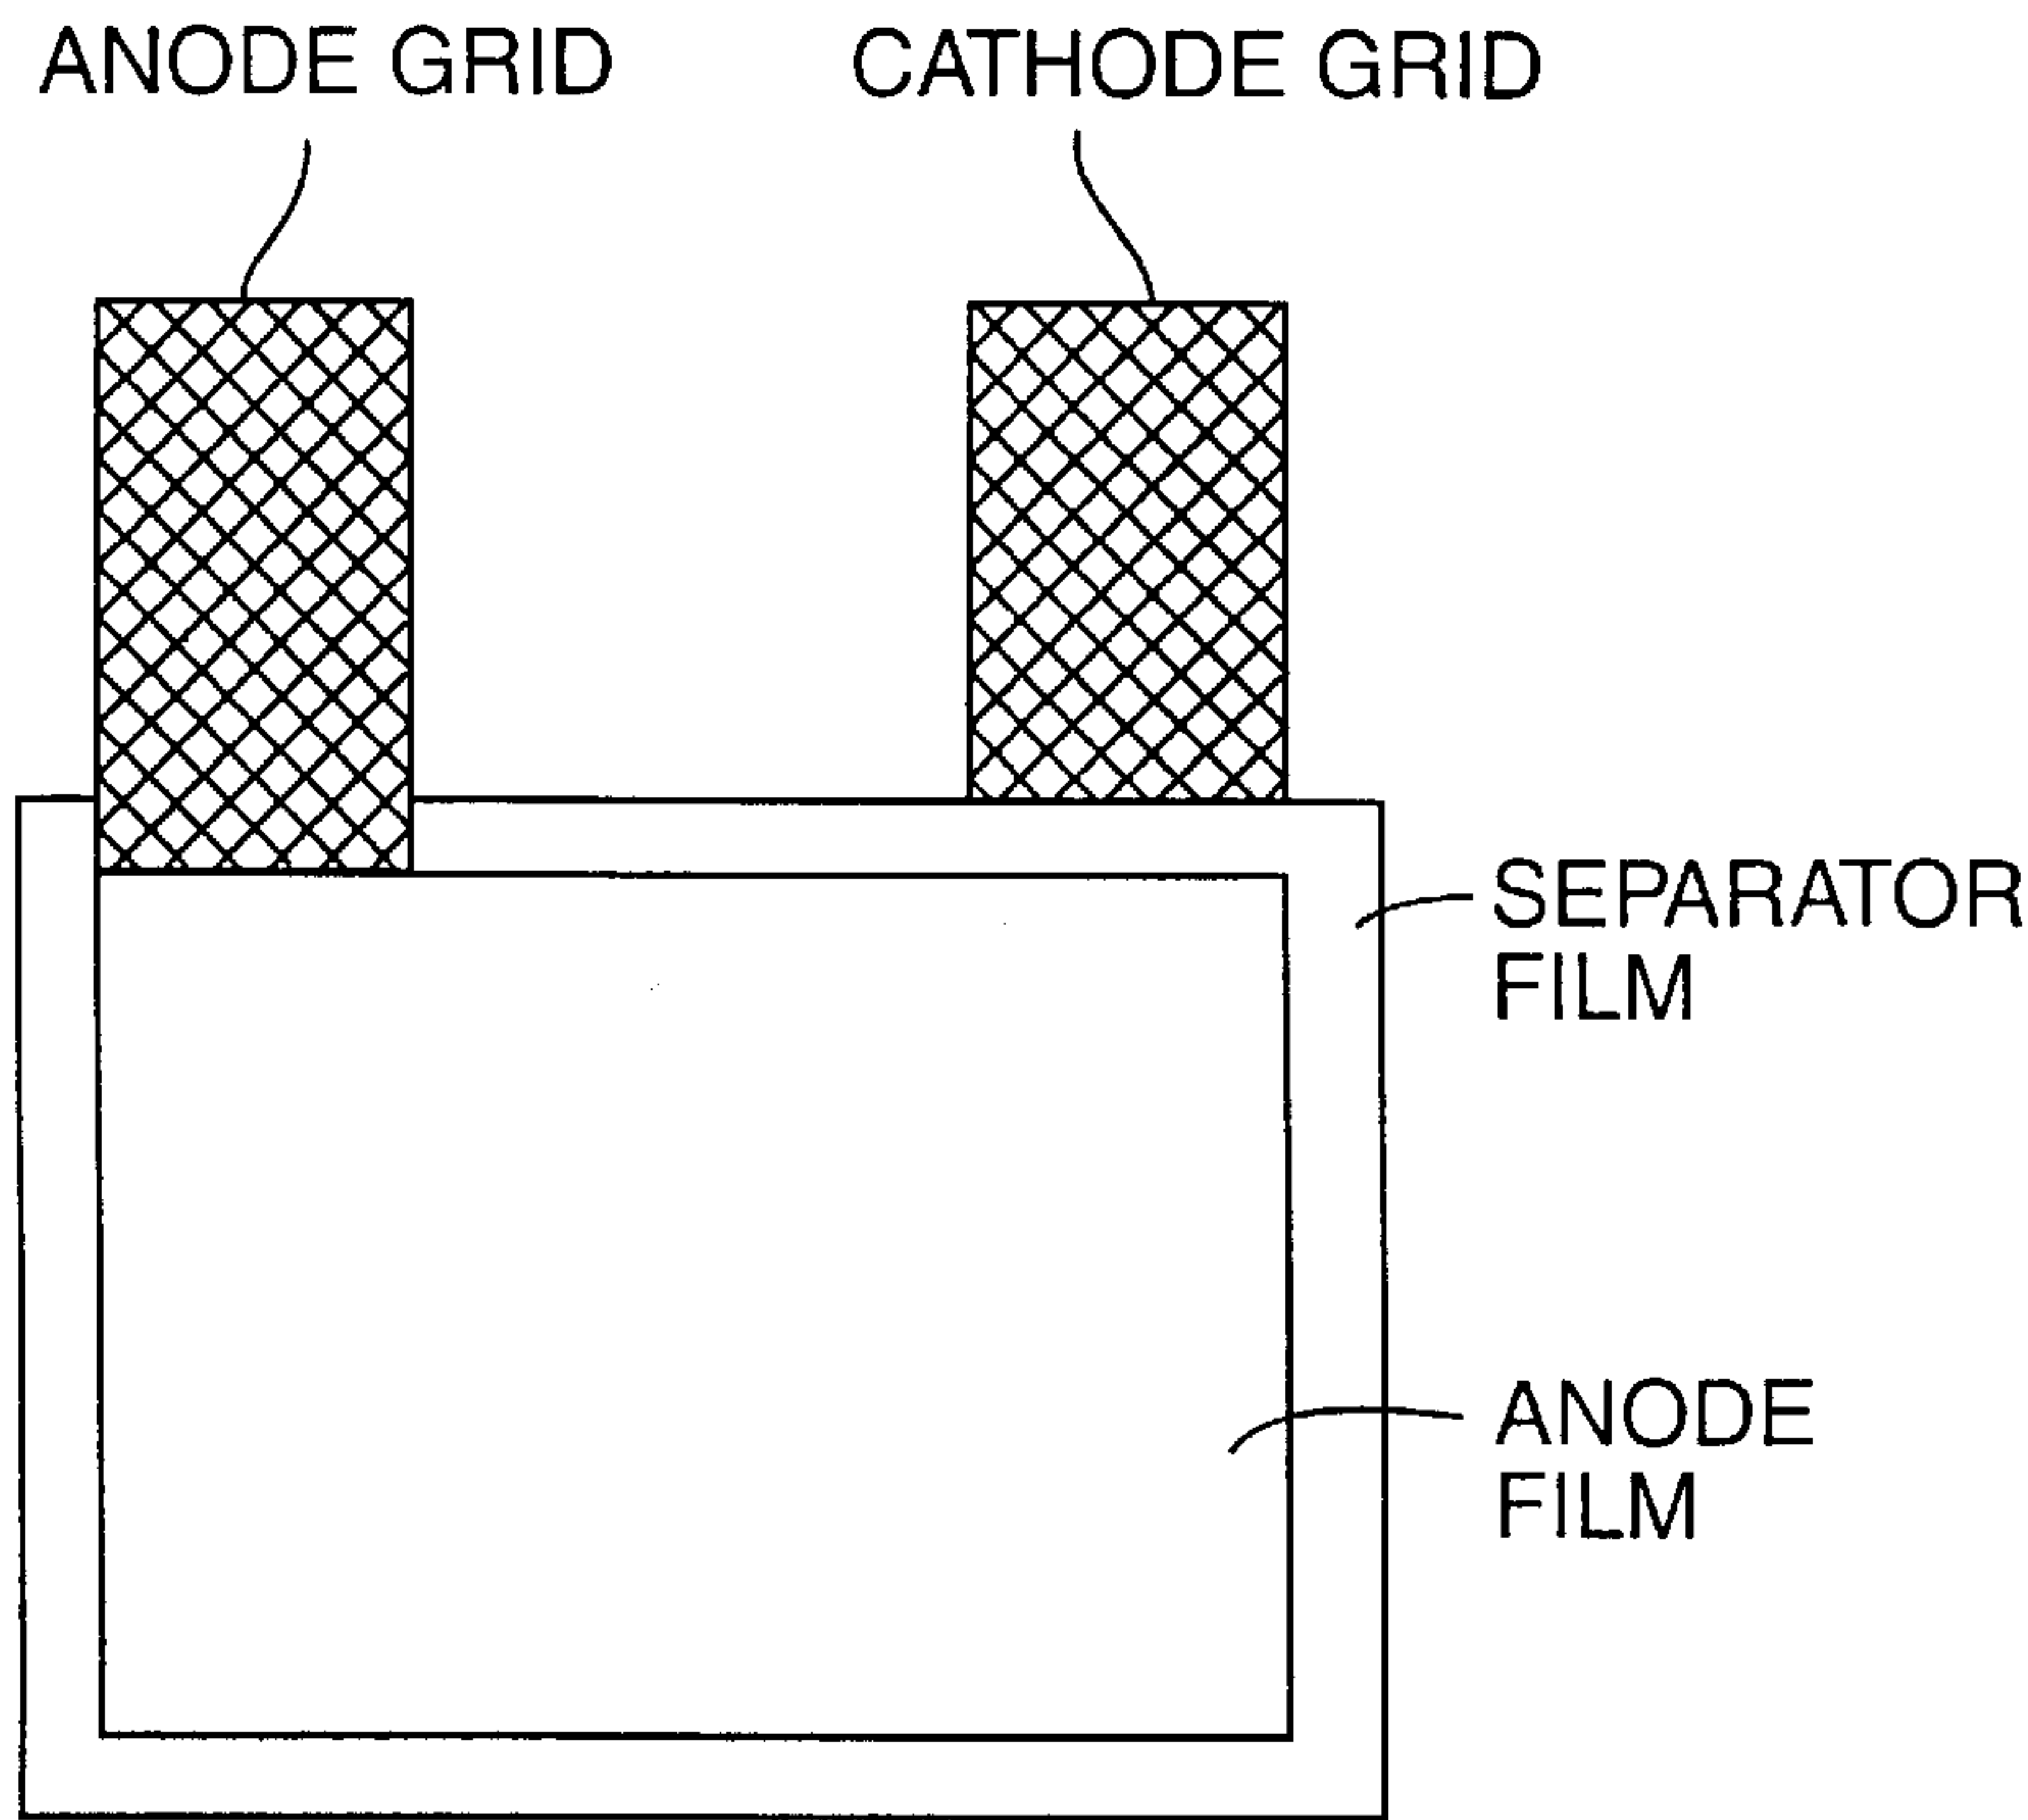 ANODE GRID
CATHODE GRID
SEPARATOR
FILM
ANODE
FILM